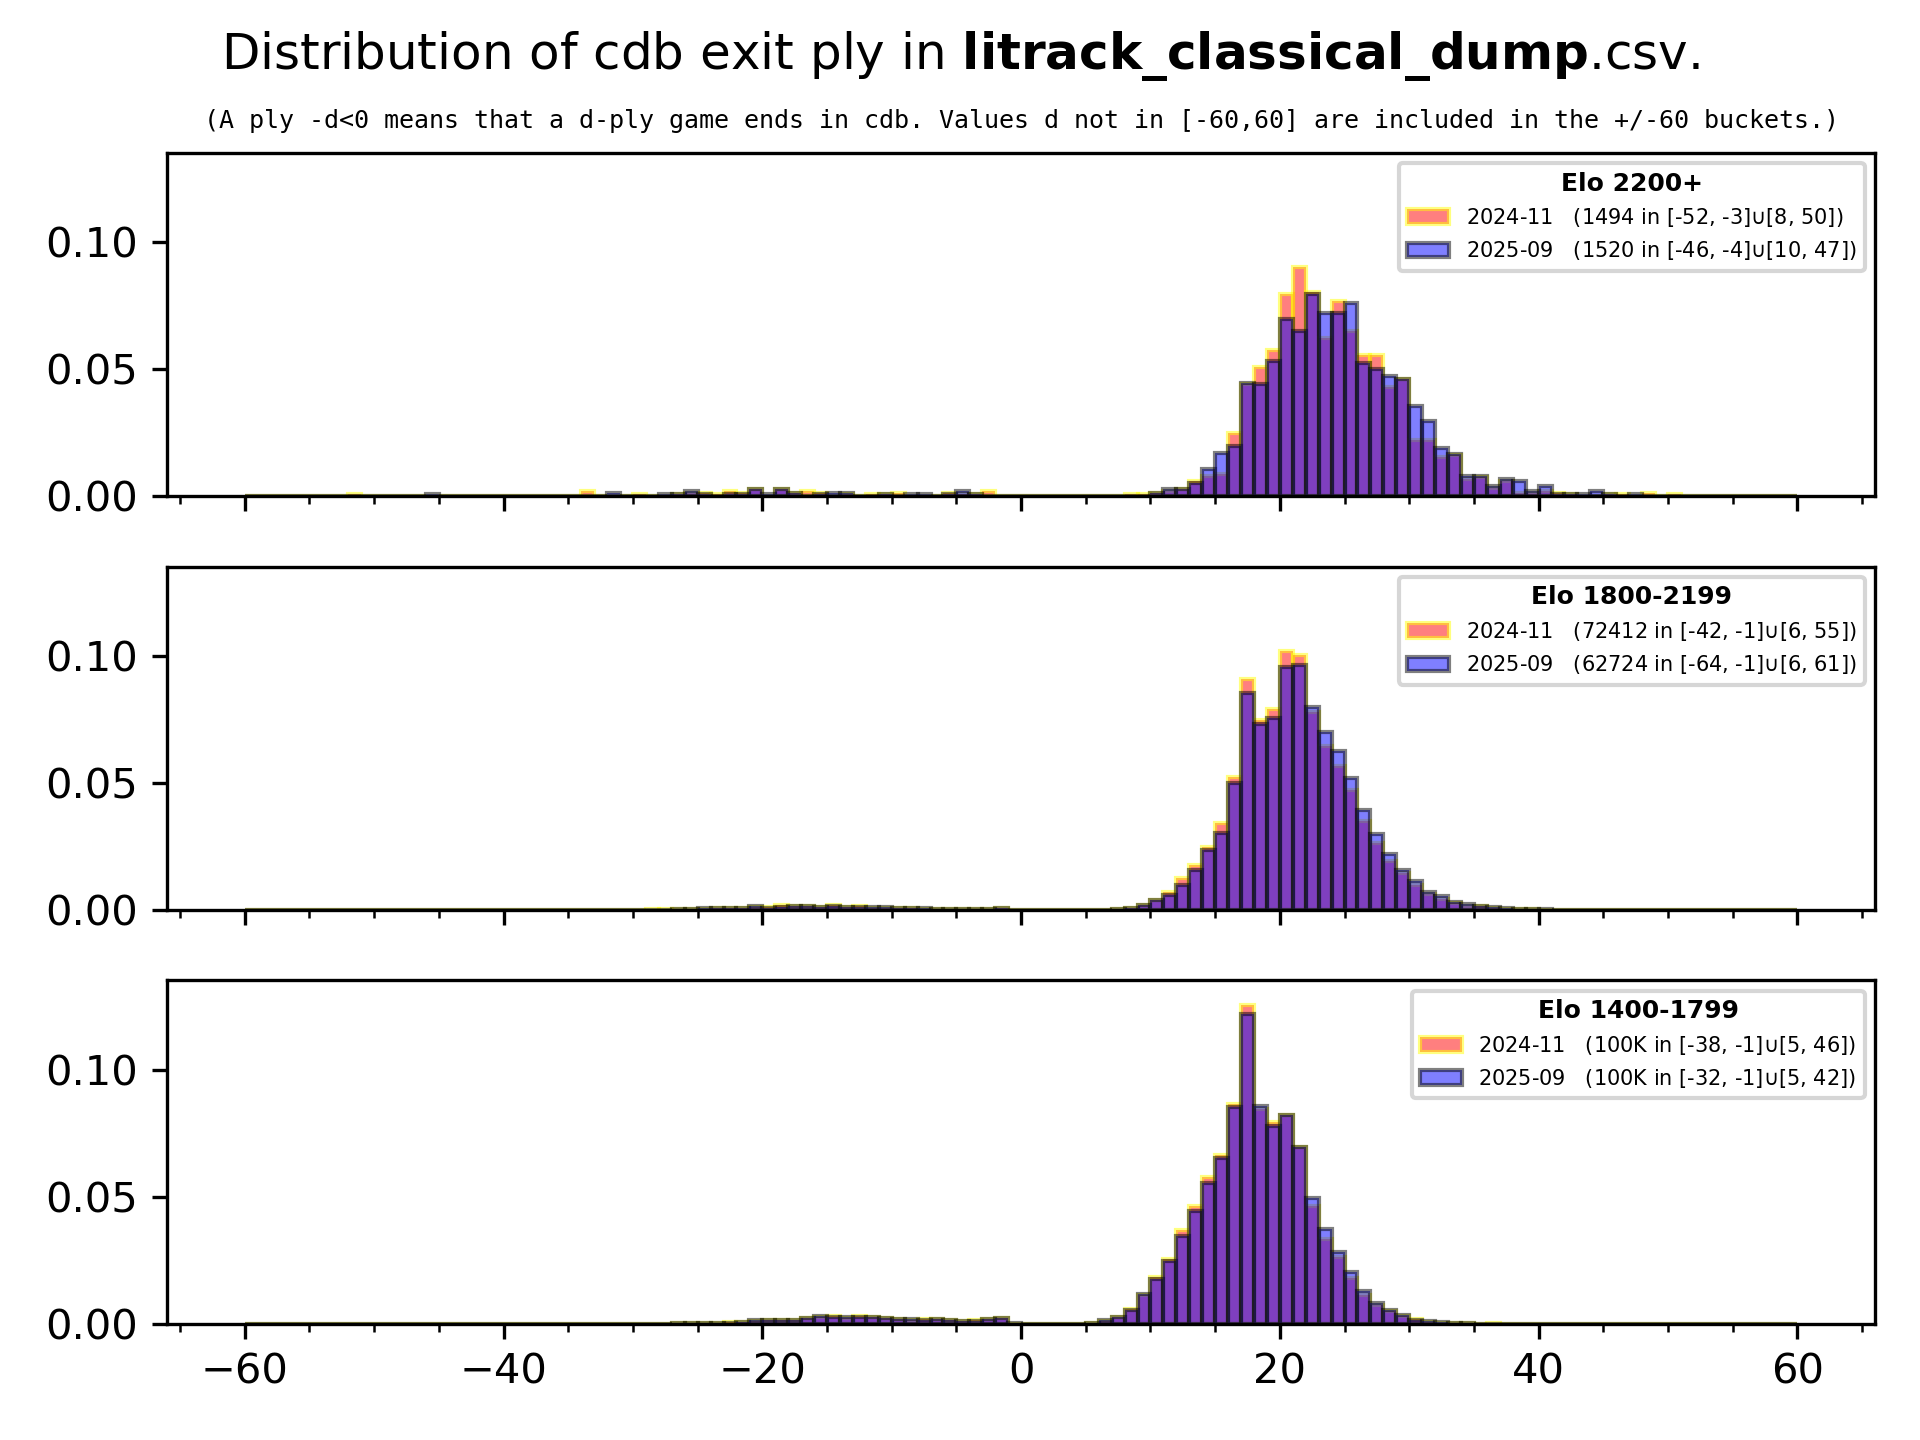 Distribution of cdb exit ply in litrack_classical_dump.csv.
(A ply -d<0 means that a d-ply game ends in cdb. Values d not in [-60,60] are included in the +/-60 buckets.)
Elo 2200+
2024-11 (1494 in [-52, -3]∪[8, 50])
2025-09 (1520 in [-46, -4]∪[10, 47])
0.10
0.05
0.00
Elo 1800-2199
2024-11 (72412 in [-42, -1]∪[6, 55])
2025-09 (62724 in [-64, -1]∪[6, 61])
0.10
0.05
0.00
Elo 1400-1799
2024-11 (100K in [-38, -1]∪[5, 46])
2025-09 (100K in [-32, -1]∪[5, 42])
0.10
0.05
0.00
−60 −40 −20 0 20 40 60